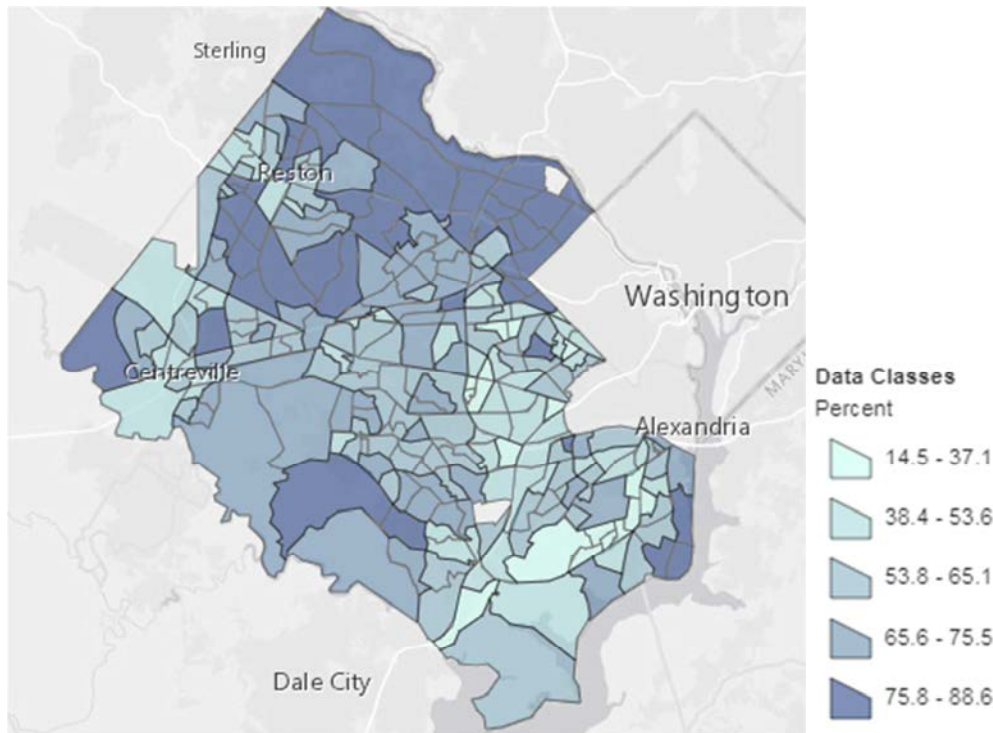 Sterling
Reston
Washington
Centreville
Alexandria
Dale City
Data Classes
Percent
14.5 - 37.1
38.4 - 53.6
53.8 - 65.1
65.6 - 75.5
75.8 - 88.6